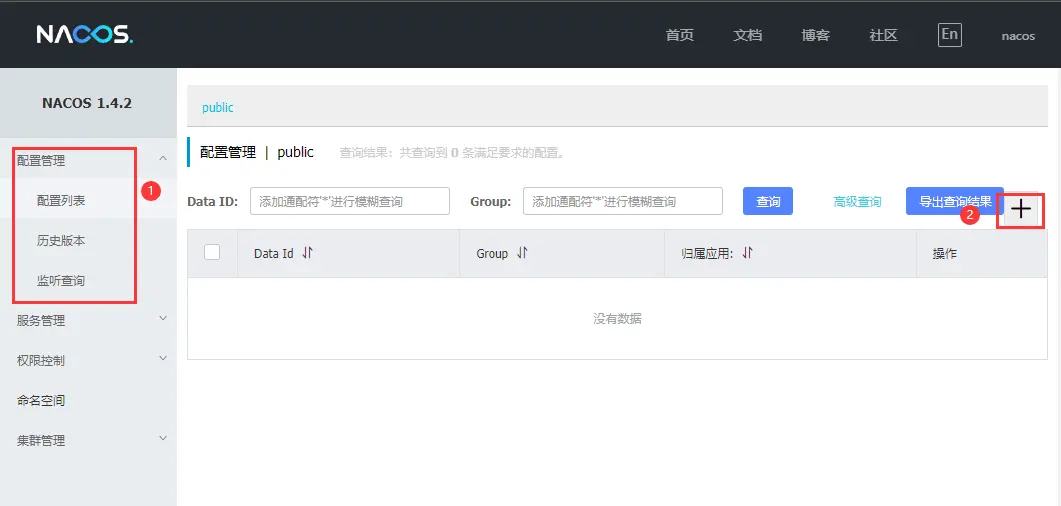 NACOS.
首页
文档
博客
社区
En
nacos
NACOS 1.4.2
配置管理
配置列表
1
历史版本
监听查询
服务管理
权限控制
命名空间
集群管理
public
配置管理 | public 查询结果：共查询到 0 条满足要求的配置。
Data ID: 添加通配符'*'进行模糊查询 Group: 添加通配符'*'进行模糊查询 查询 高级查询 导出查询结果 2 +
Data Id Group 归属应用: 操作
没有数据